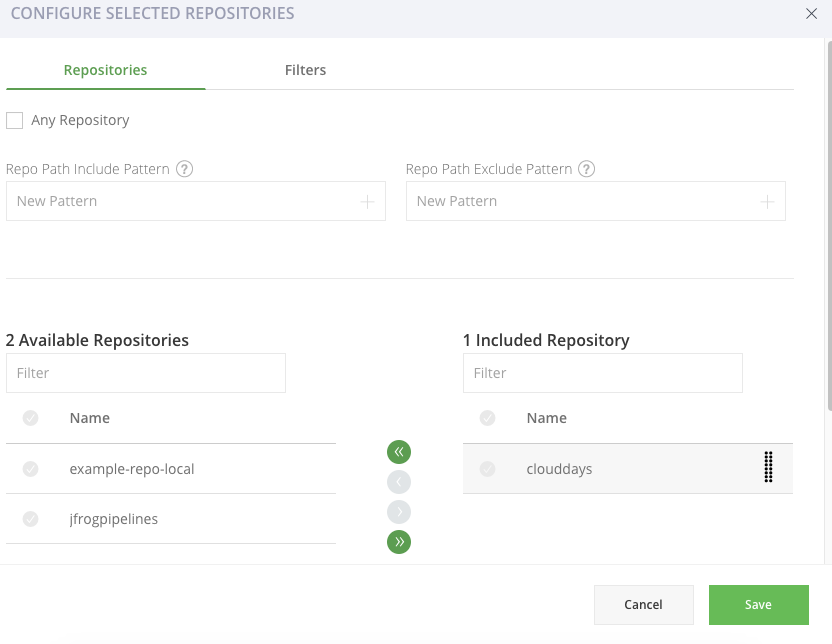 CONFIGURE SELECTED REPOSITORIES
Repositories
Filters
Any Repository
Repo Path Include Pattern ?
Repo Path Exclude Pattern ?
New Pattern
New Pattern
2 Available Repositories
1 Included Repository
Filter
Filter
Name
Name
example-repo-local
clouddays
jfrogpipelines
Cancel
Save